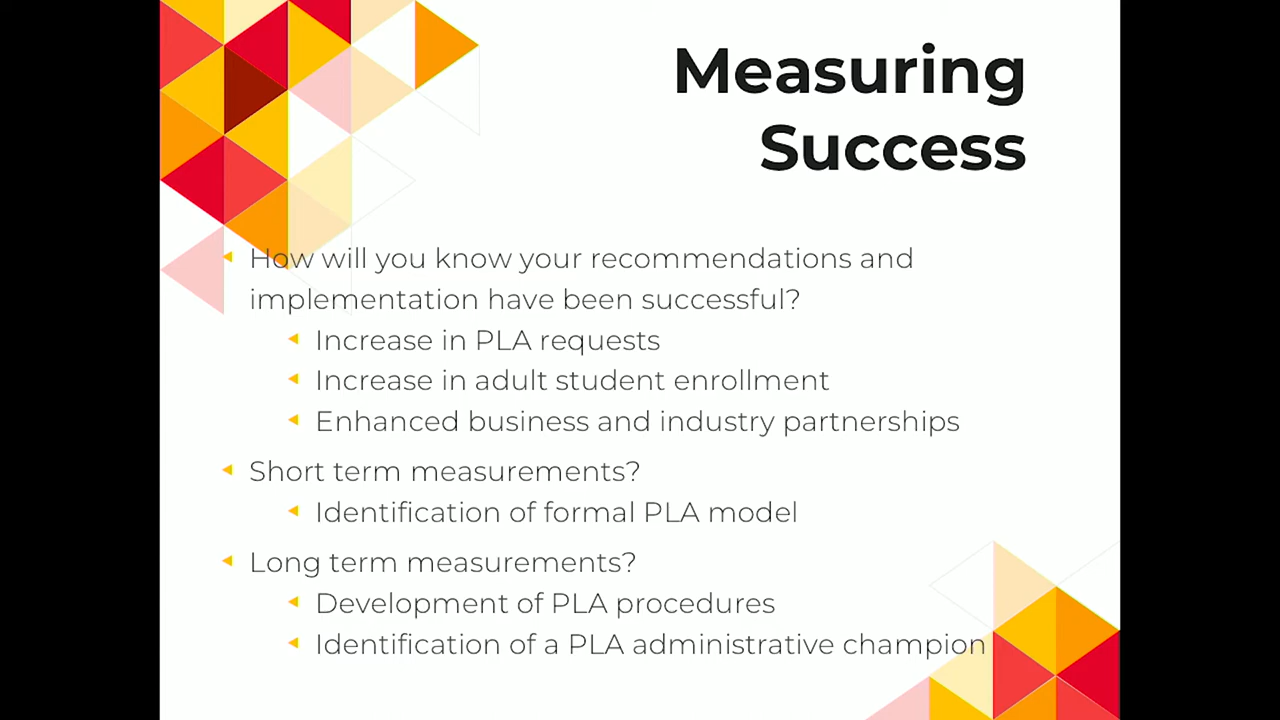 Measuring
Success
How will you know your recommendations and
implementation have been successful?
Increase in PLA requests
Increase in adult student enrollment
Enhanced business and industry partnerships
Short term measurements?
Identification of formal PLA model
Long term measurements?
Development of PLA procedures
Identification of a PLA administrative champion